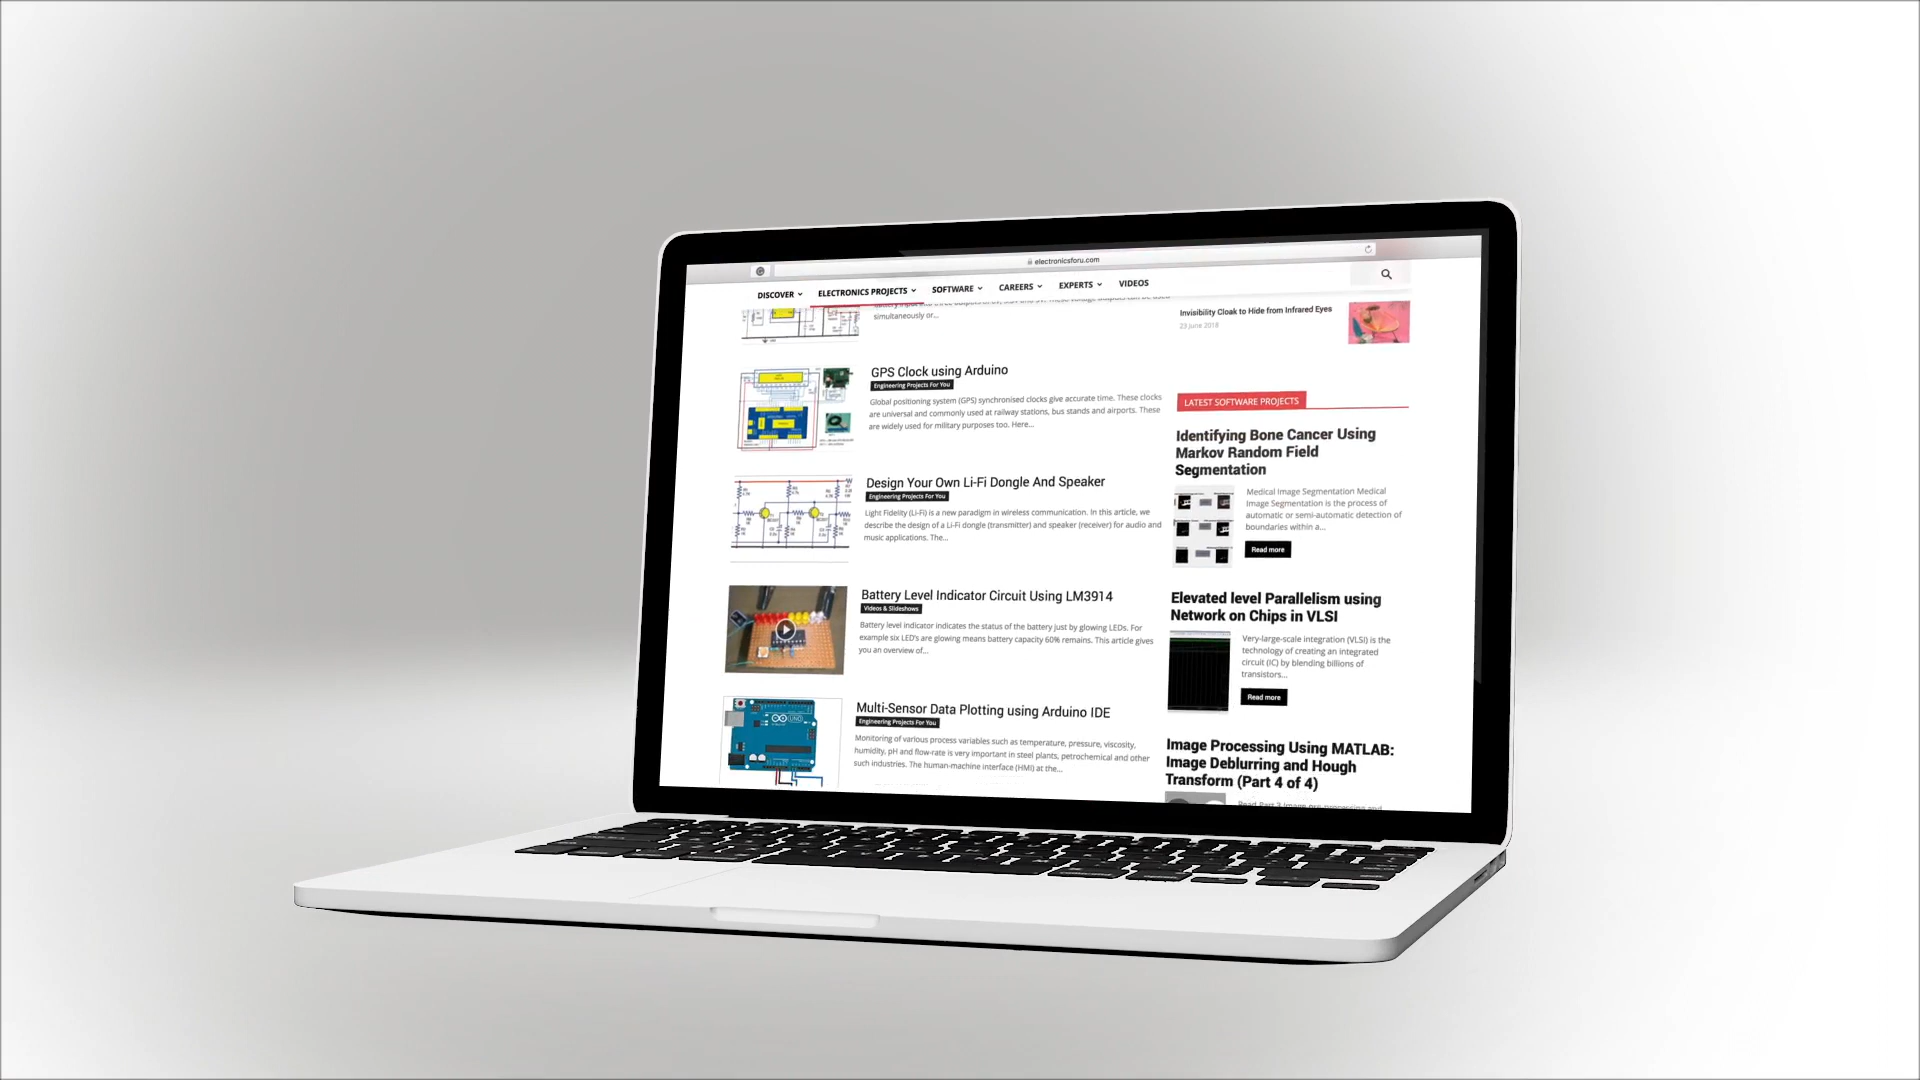 electronicsforu.com
DISCOVER
ELECTRONICS PROJECTS
SOFTWARE
CAREERS
EXPERTS
VIDEOS
simultaneously or...
GPS Clock using Arduino
Engineering Projects For You
Global positioning system (GPS) synchronised clocks give accurate time. These clocks
are universal and commonly used at railway stations, bus stands and airports. These
are widely used for military purposes too. Here...
Design Your Own Li-Fi Dongle And Speaker
Engineering Projects For You
Light Fidelity (Li-Fi) is a new paradigm in wireless communication. In this article, we
describe the design of a Li-Fi dongle (transmitter) and speaker (receiver) for audio and
music applications. The...
Battery Level Indicator Circuit Using LM3914
Videos & Slideshows
Battery level indicator indicates the status of the battery just by glowing LEDs. For
example six LED's are glowing means battery capacity 60% remains. This article gives
you an overview of...
UNO
Multi-Sensor Data Plotting using Arduino IDE
Engineering Projects For You
Monitoring of various process variables such as temperature, pressure, viscosity,
humidity, pH and flow-rate is very important in steel plants, petrochemical and other
such industries. The human-machine interface (HMI) at the...
Invisibility Cloak to Hide from Infrared Eyes
23 June 2018
LATEST SOFTWARE PROJECTS
Identifying Bone Cancer Using
Markov Random Field
Segmentation
Medical Image Segmentation Medical
Image Segmentation is the process of
automatic or semi-automatic detection of
boundaries within a...
Read more
Elevated level Parallelism using
Network on Chips in VLSI
Very-large-scale integration (VLSI) is the
technology of creating an integrated
circuit (IC) by blending billions of
transistors...
Read more
Image Processing Using MATLAB:
Image Deblurring and Hough
Transform (Part 4 of 4)